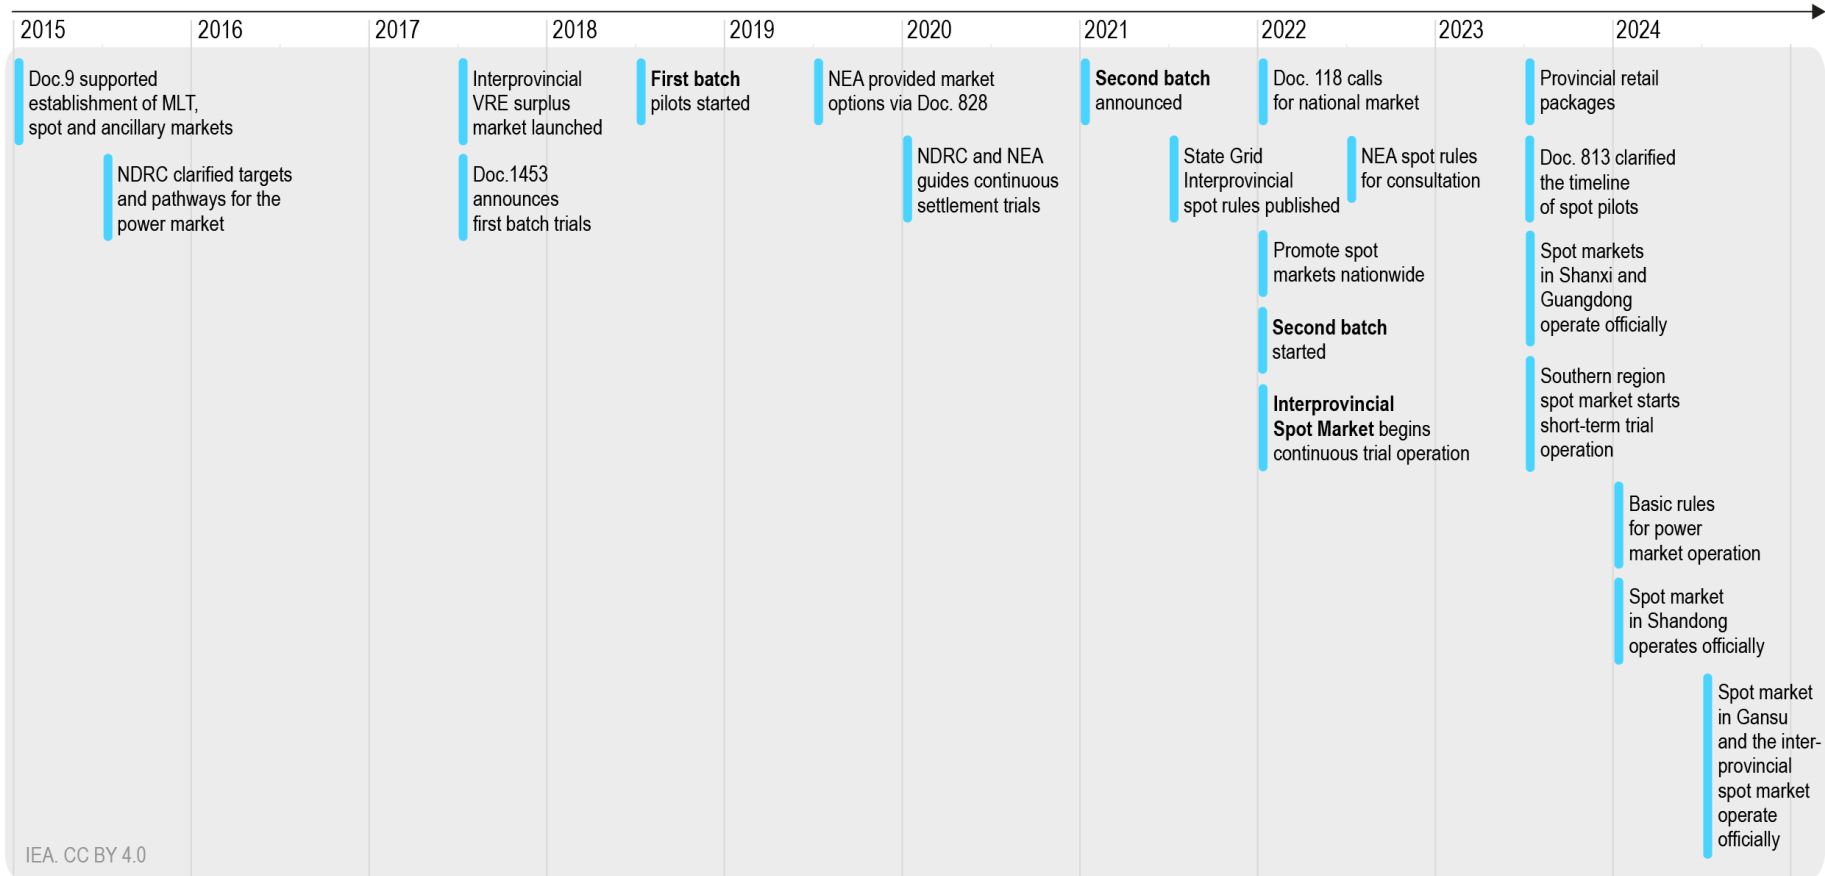 2015
2016
2017
2018
2019
2020
2021
2022
2023
2024
Doc.9 supported
establishment of MLT,
spot and ancillary markets
NDRC clarified targets
and pathways for the
power market
Interprovincial
VRE surplus
market launched
Doc.1453
announces
first batch trials
First batch
pilots started
NEA provided market
options via Doc. 828
NDRC and NEA
guides continuous
settlement trials
Second batch
announced
State Grid
Interprovincial
spot rules published
Doc. 118 calls
for national market
NEA spot rules
for consultation
Promote spot
markets nationwide
Second batch
started
Interprovincial
Spot Market begins
continuous trial operation
Provincial retail
packages
Doc. 813 clarified
the timeline
of spot pilots
Spot markets
in Shanxi and
Guangdong
operate officially
Southern region
spot market starts
short-term trial
operation
Basic rules
for power
market operation
Spot market
in Shandong
operates officially
Spot market
in Gansu
and the inter-
provincial
spot market
operate
officially
IEA. CC BY 4.0